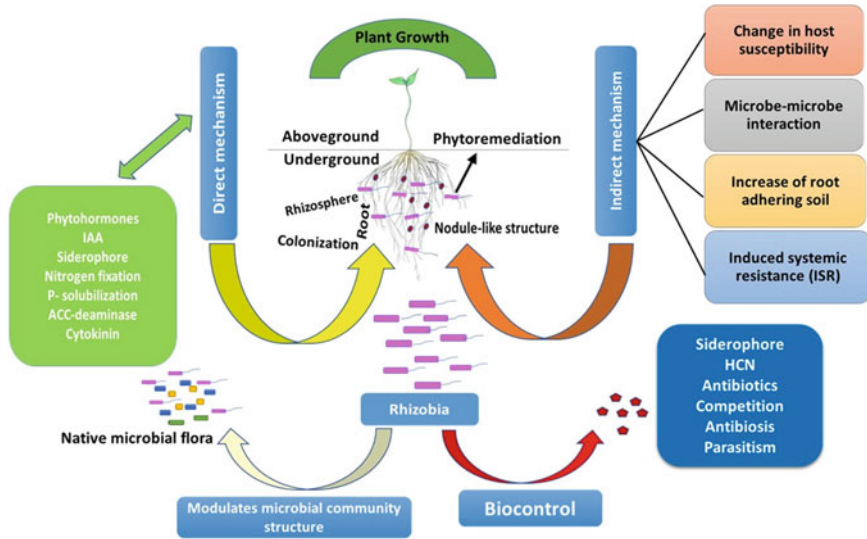 Plant Growth
Direct mechanism
Aboveground
Underground
Phytoremediation
Rhizosphere
Root
Colonization
Nodule-like structure
Indirect mechanism
Change in host
susceptibility
Microbe-microbe
interaction
Increase of root
adhering soil
Induced systemic
resistance (ISR)
Phytohormones
IAA
Siderophore
Nitrogen fixation
P- solubilization
ACC-deaminase
Cytokinin
Native microbial flora
Rhizobia
Siderophore
HCN
Antibiotics
Competition
Antibiosis
Parasitism
Modulates microbial community
structure
Biocontrol